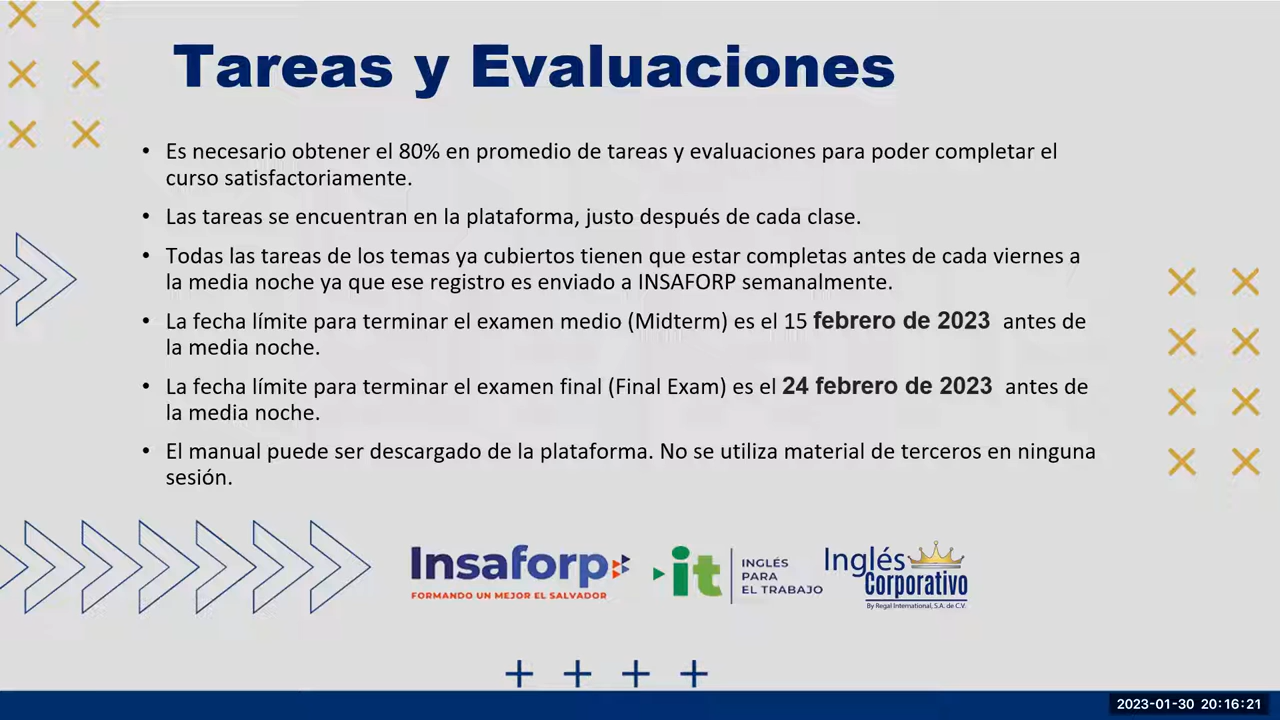 Tareas y Evaluaciones
• Es necesario obtener el 80% en promedio de tareas y evaluaciones para poder completar el
curso satisfactoriamente.
• Las tareas se encuentran en la plataforma, justo después de cada clase.
• Todas las tareas de los temas ya cubiertos tienen que estar completas antes de cada viernes a
la media noche ya que ese registro es enviado a INSAFORP semanalmente.
• La fecha límite para terminar el examen medio (Midterm) es el 15 febrero de 2023 antes de
la media noche.
• La fecha límite para terminar el examen final (Final Exam) es el 24 febrero de 2023 antes de
la media noche.
• El manual puede ser descargado de la plataforma. No se utiliza material de terceros en ninguna
sesión.
Insaforp
FORMANDO UN MEJOR EL SALVADOR
it
INGLÉS
PARA
EL TRABAJO
Inglés
Corporativo
By Regal International, S.A. de C.V.
2023-01-30 20:16:21